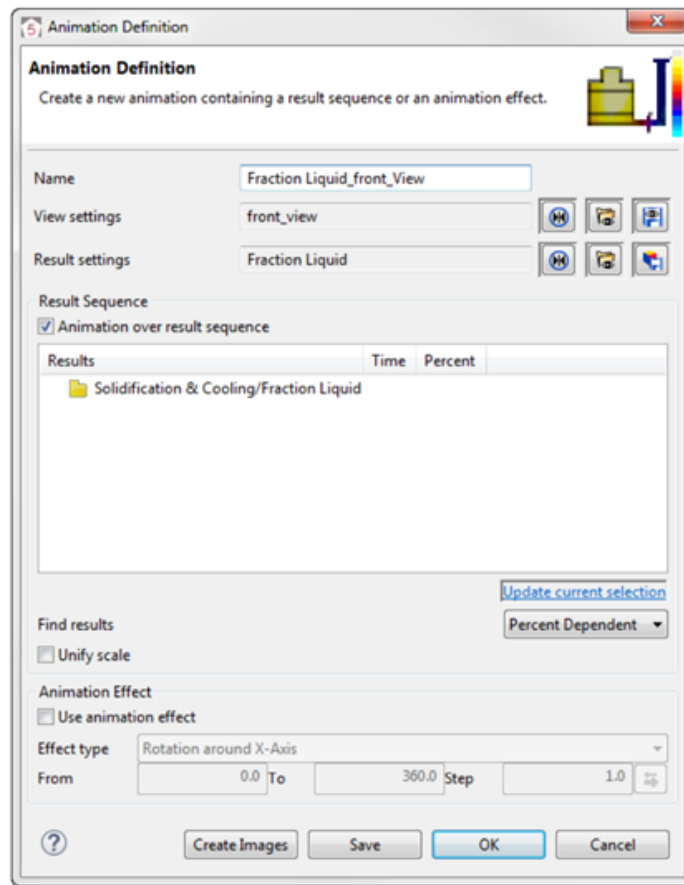 5 Animation Definition
Animation Definition
Create a new animation containing a result sequence or an animation effect.
Name Fraction Liquid_front_View
View settings front_view
Result settings Fraction Liquid
Result Sequence
Animation over result sequence
Results Time Percent
Solidification & Cooling/Fraction Liquid
Update current selection
Find results Percent Dependent
Unify scale
Animation Effect
Use animation effect
Effect type Rotation around X-Axis
From 0.0 To 360.0 Step 1.0
? Create Images Save OK Cancel